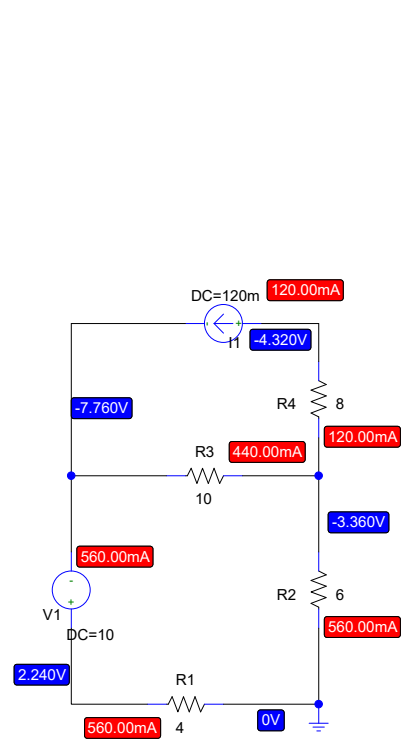 DC=120m
120.00mA
- +
I1
-4.320V
-7.760V
R4
8
R3
440.00mA
120.00mA
10
-3.360V
560.00mA
-
+
V1
DC=10
R2
6
560.00mA
2.240V
R1
560.00mA
4
0V